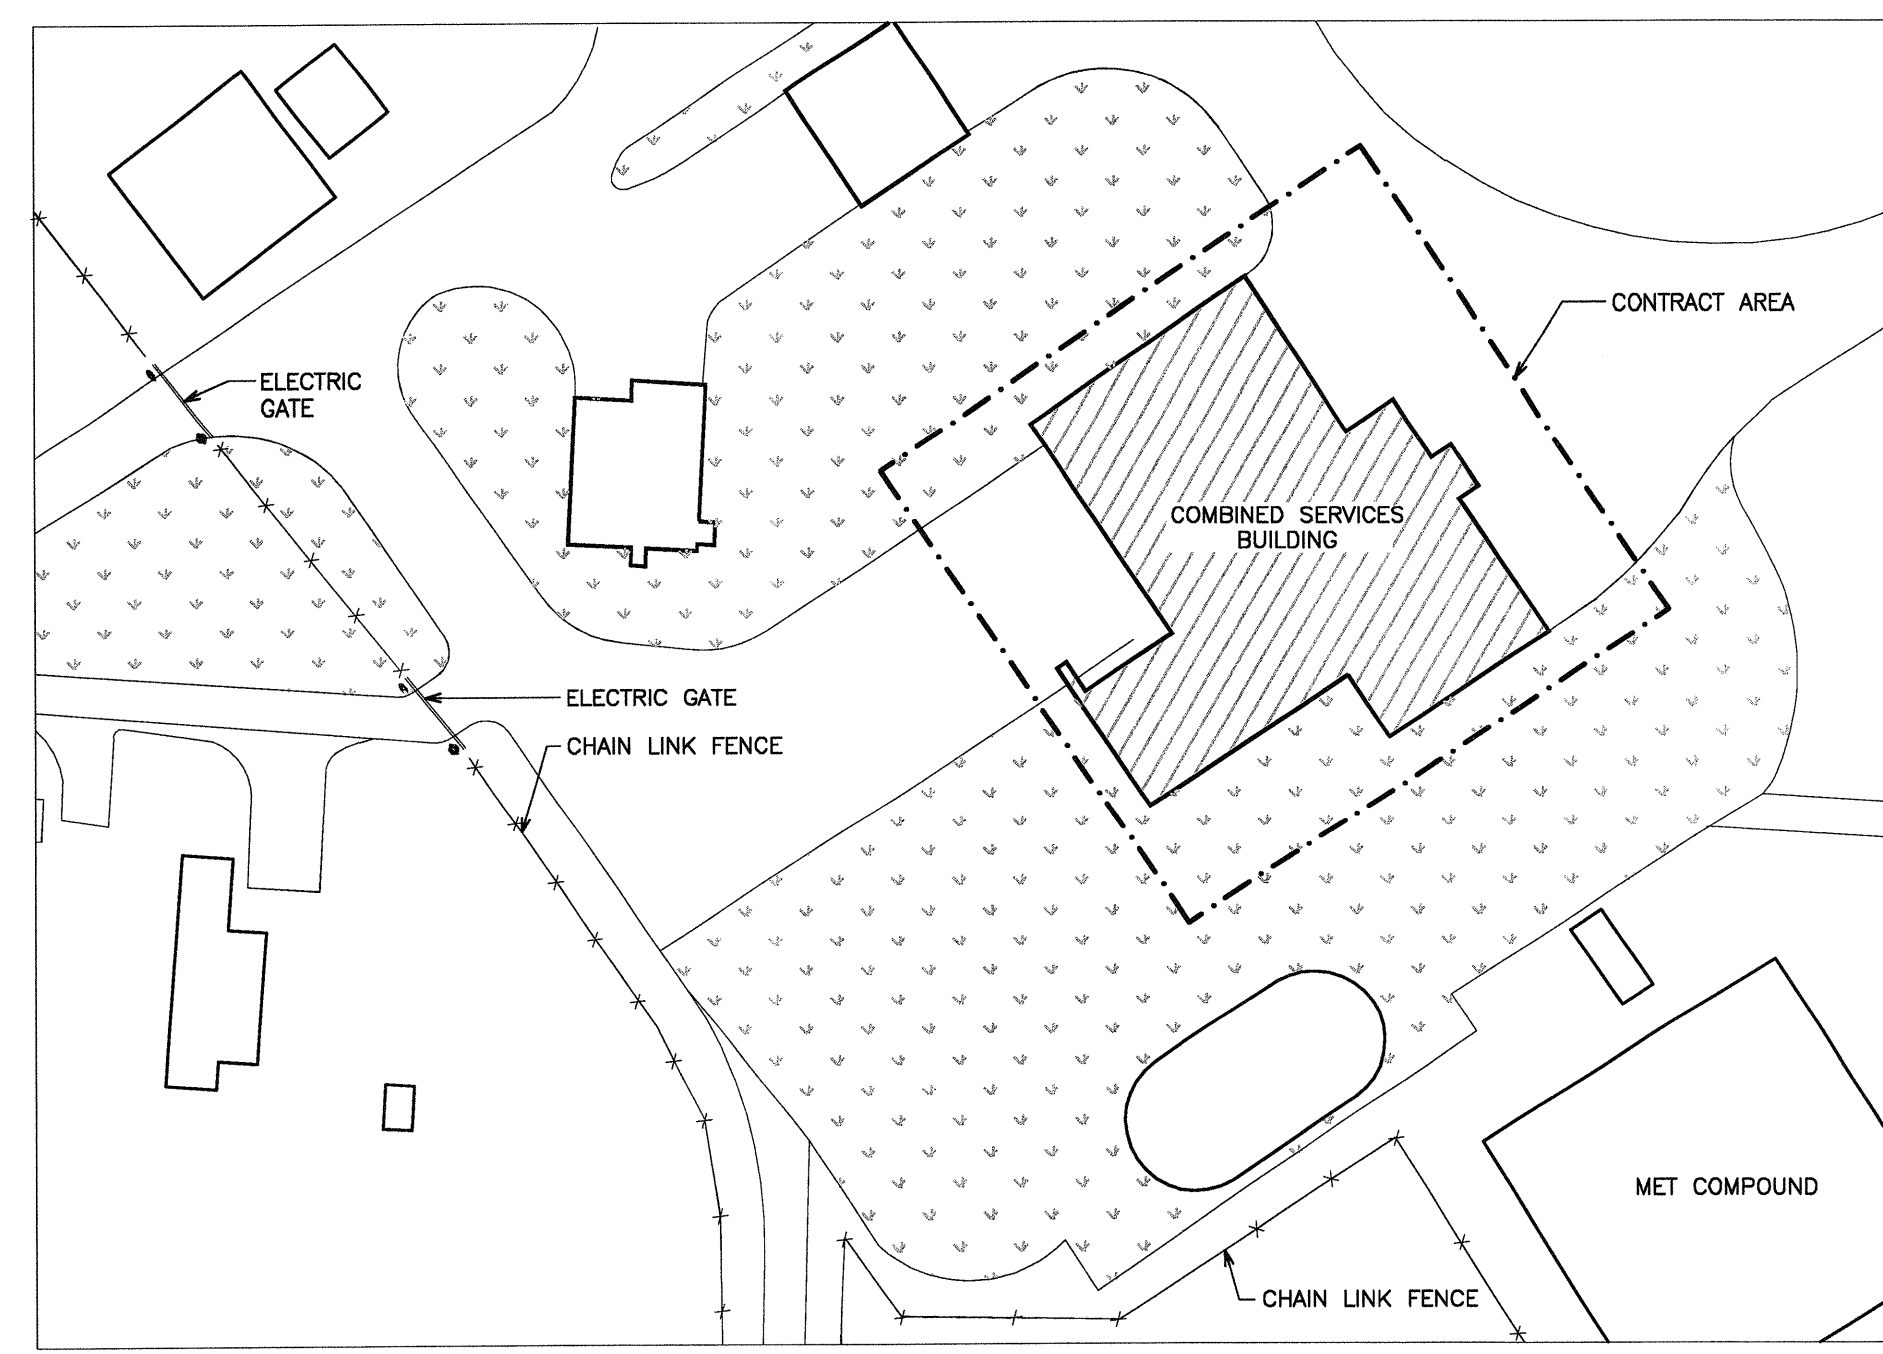 CONTRACT AREA
ELECTRIC
GATE
COMBINED SERVICES
BUILDING
ELECTRIC GATE
CHAIN LINK FENCE
MET COMPOUND
CHAIN LINK FENCE